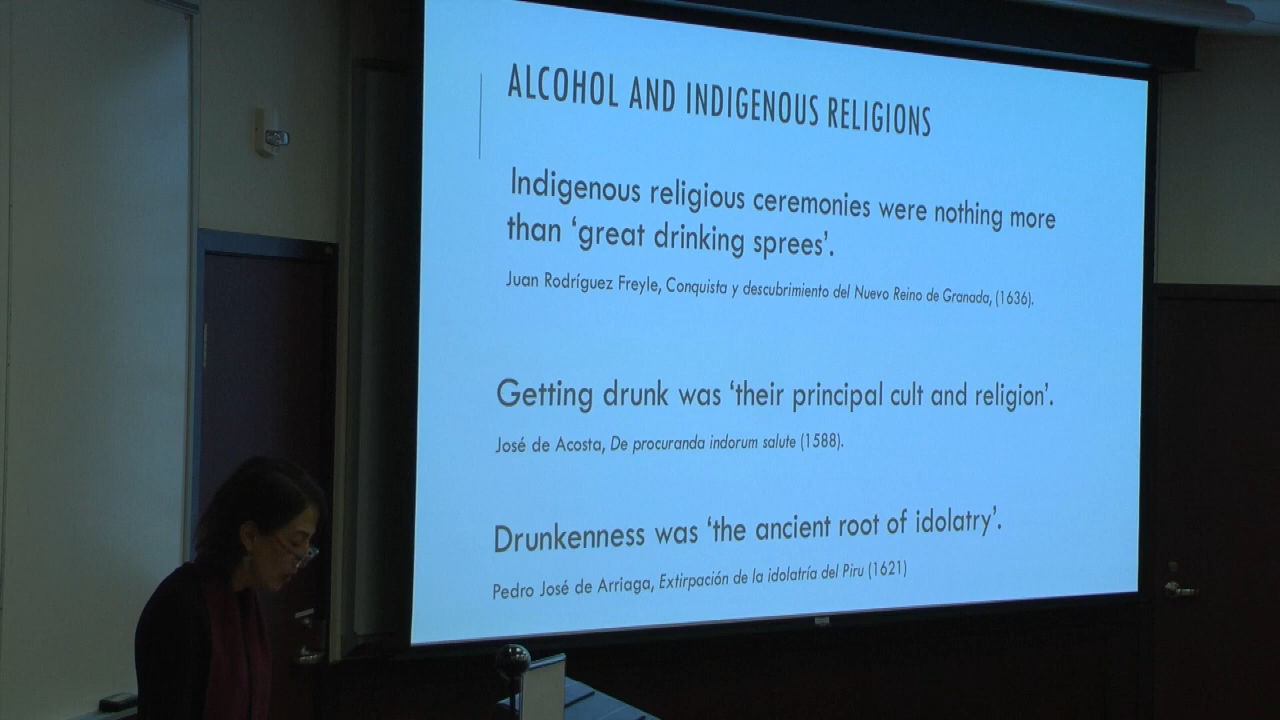 ALCOHOL AND INDIGENOUS RELIGIONS
Indigenous religious ceremonies were nothing more
than ‘great drinking sprees’.
Juan Rodríguez Freyle, Conquista y descubrimiento del Nuevo Reino de Granada, (1636).
Getting drunk was ‘their principal cult and religion’.
José de Acosta, De procuranda indorum salute (1588).
Drunkenness was ‘the ancient root of idolatry’.
Pedro José de Arriaga, Extirpación de la idolatría del Piru (1621)